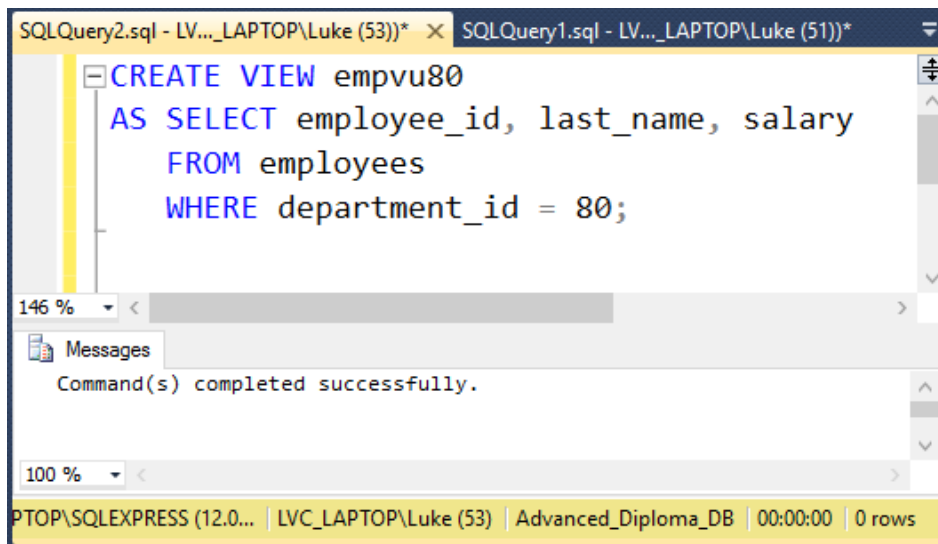 SQLQuery2.sql - LV..._LAPTOP\Luke (53))* SQLQuery1.sql - LV..._LAPTOP\Luke (51))*
CREATE VIEW empvu80
AS SELECT employee_id, last_name, salary
FROM employees
WHERE department_id = 80;
146 %
Messages
Command(s) completed successfully.
100 %
PTOP\SQLEXPRESS (12.0... LVC_LAPTOP\Luke (53) Advanced_Diploma_DB 00:00:00 0 rows